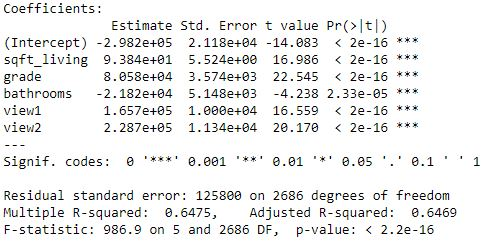 Coefficients:
Estimate Std. Error t value Pr(>|t|)
(Intercept) -2.982e+05 2.118e+04 -14.083 < 2e-16 ***
sqft_living 9.384e+01 5.524e+00 16.986 < 2e-16 ***
grade 8.058e+04 3.574e+03 22.545 < 2e-16 ***
bathrooms -2.182e+04 5.148e+03 -4.238 2.33e-05 ***
view1 1.657e+05 1.000e+04 16.559 < 2e-16 ***
view2 2.287e+05 1.134e+04 20.170 < 2e-16 ***
---
Signif. codes: 0 '***' 0.001 '**' 0.01 '*' 0.05 '.' 0.1 ' ' 1
Residual standard error: 125800 on 2686 degrees of freedom
Multiple R-squared: 0.6475, Adjusted R-squared: 0.6469
F-statistic: 986.9 on 5 and 2686 DF, p-value: < 2.2e-16